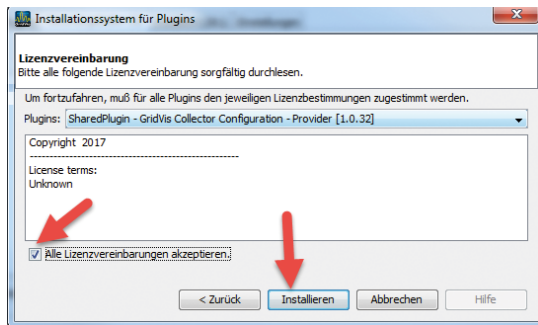 Installationssystem für Plugins
Lizenzvereinbarung
Bitte alle folgende Lizenzvereinbarung sorgfältig durchlesen.
Um fortzufahren, muß für alle Plugins den jeweiligen Lizenzbestimmungen zugestimmt werden.
Plugins: SharedPlugin - GridVis Collector Configuration - Provider [1.0.32]
Copyright 2017
------------------------------------------------------
License terms:
Unknown
Alle Lizenzvereinbarungen akzeptieren.
< Zurück Installieren Abbrechen Hilfe